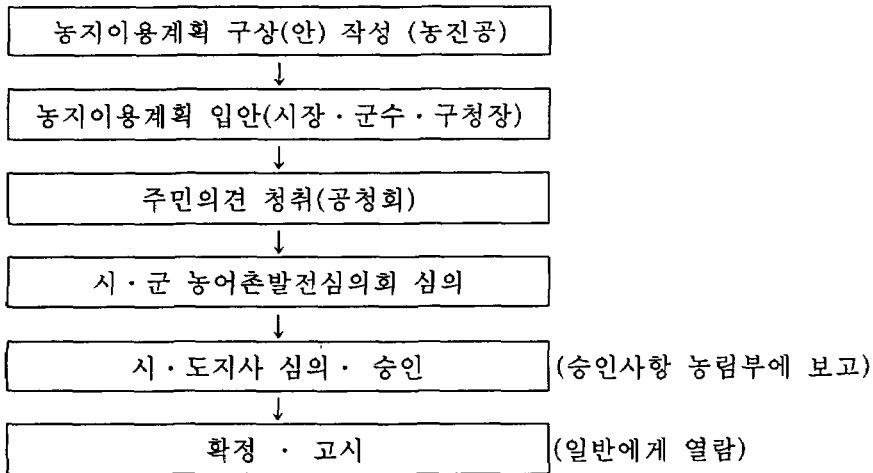 농지이용계획 구상(안) 작성 (농진공)
↓
농지이용계획 입안(시장·군수·구청장)
↓
주민의견 청취(공청회)
↓
시·군 농어촌발전심의회 심의
↓
시·도지사 심의· 승인 (승인사항 농림부에 보고)
↓
확정 · 고시 (일반에게 열람)